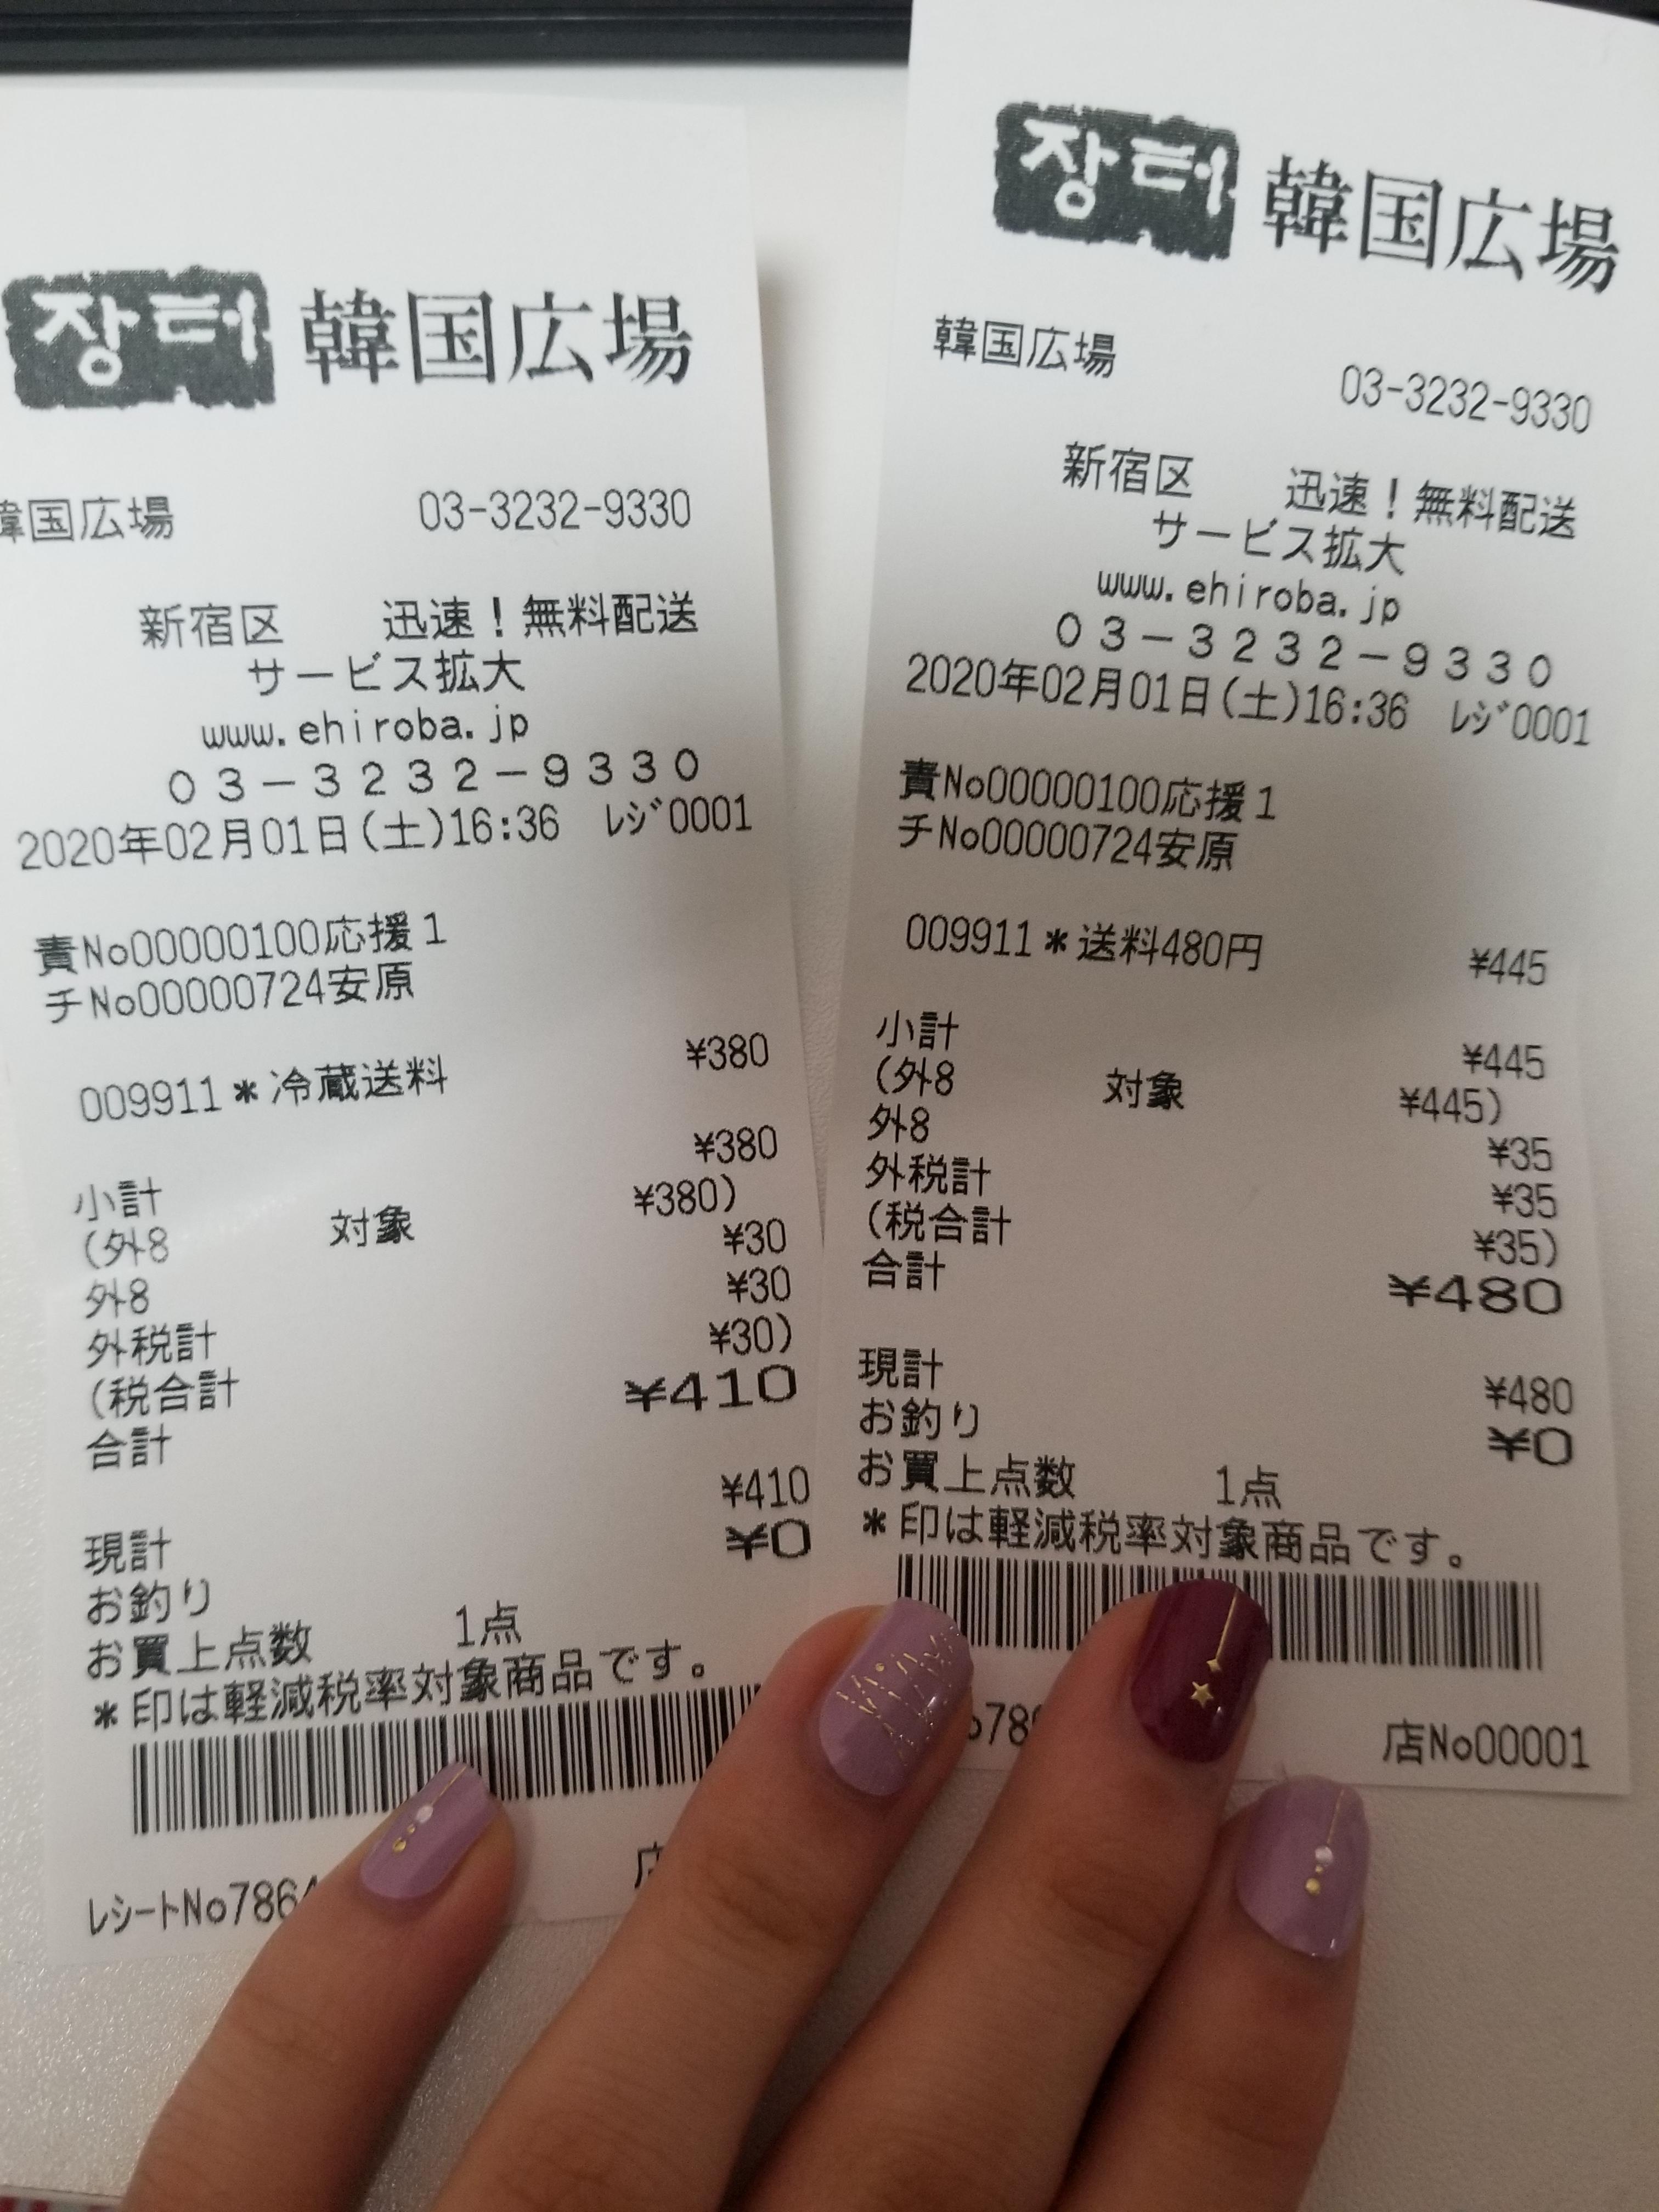 장터 韓国広場
韓国広場 03-3232-9330
新宿区 迅速！無料配送
サービス拡大
www.ehiroba.jp
０３－３２３２－９３３０
2020年02月01日(土)16:36 ﾚｼﾞ0001
責No00000100応援１
チNo00000724安原
009911＊冷蔵送料 ¥380
小計 ¥380
(外8 対象 ¥380)
外8 ¥30
外税計 ¥30
(税合計 ¥30)
合計 ¥410
現計 ¥410
お釣り ¥0
お買上点数 1点
＊印は軽減税率対象商品です。
ﾚｼｰﾄNo786
장터 韓国広場
韓国広場 03-3232-9330
新宿区 迅速！無料配送
サービス拡大
www.ehiroba.jp
０３－３２３２－９３３０
2020年02月01日(土)16:36 ﾚｼﾞ0001
責No00000100応援１
チNo00000724安原
009911＊送料480円 ¥445
小計 ¥445
(外8 対象 ¥445)
外8 ¥35
外税計 ¥35
(税合計 ¥35)
合計 ¥480
現計 ¥480
お釣り ¥0
お買上点数 1点
＊印は軽減税率対象商品です。
店No00001